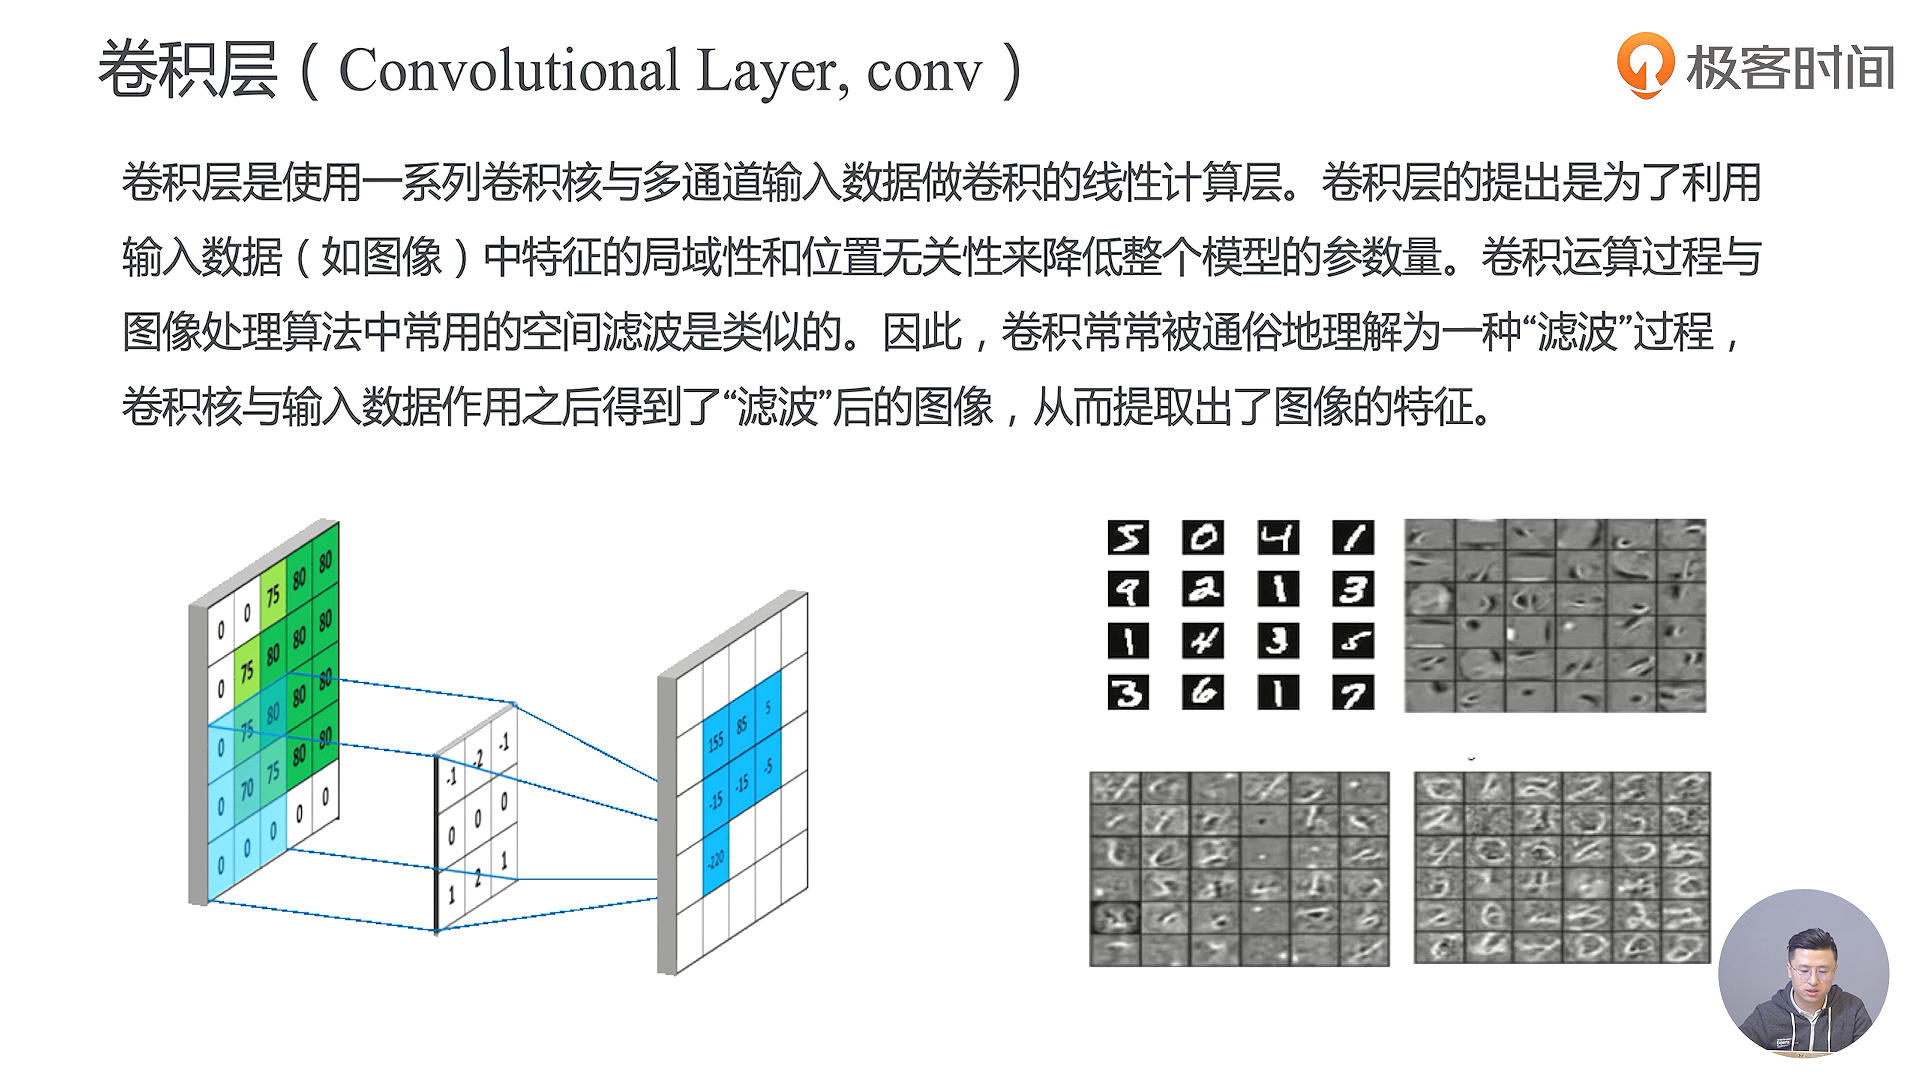 卷积层（Convolutional Layer, conv）
极客时间
卷积层是使用一系列卷积核与多通道输入数据做卷积的线性计算层。卷积层的提出是为了利用
输入数据（如图像）中特征的局域性和位置无关性来降低整个模型的参数量。卷积运算过程与
图像处理算法中常用的空间滤波是类似的。因此，卷积常常被通俗地理解为一种“滤波”过程，
卷积核与输入数据作用之后得到了“滤波”后的图像，从而提取出了图像的特征。
0 0 75 80 80
0 75 80 80 80
0 75 80 80 80
0 70 75 80 80
0 0 0 0 0
-1 -2 -1
0 0 0
1 2 1
155 85 5
-15 -15 -5
-220
5 0 4 1
9 2 1 3
1 4 3 5
3 6 1 7